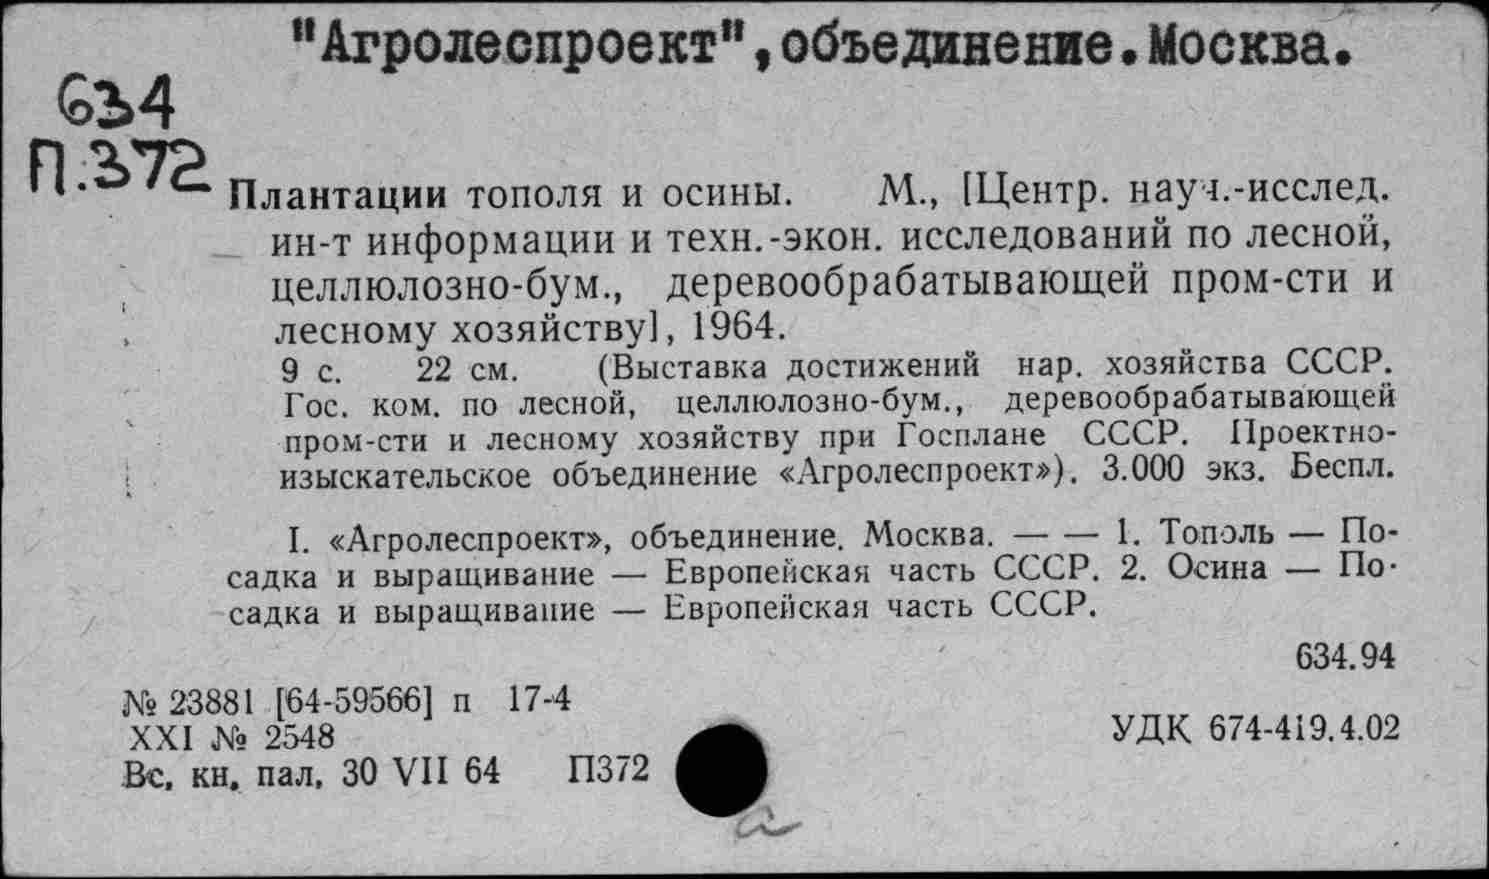 "Агролеспроект", объединение. Москва.
634
П.372
Плантации тополя и осины. М., [Центр. науч.-исслед.
ин-т информации и техн.-экон. исследований по лесной,
целлюлозно-бум., деревообрабатывающей пром-сти и
лесному хозяйству], 1964.
9 с. 22 см. (Выставка достижений нар. хозяйства СССР.
Гос. ком. по лесной, целлюлозно-бум., деревообрабатывающей
пром-сти и лесному хозяйству при Госплане СССР. Проектно-
изыскательское объединение «Агролеспроект»). 3.000 экз. Беспл.
I. «Агролеспроект», объединение. Москва. — — 1. Тополь — По-
садка и выращивание — Европейская часть СССР. 2. Осина — По-
садка и выращивание — Европейская часть СССР.
634.94
№ 23881 [64-59566] п 17-4
XXI № 2548
УДК 674-419.4.02
Вс. кн. пал. 30 VII 64 П372